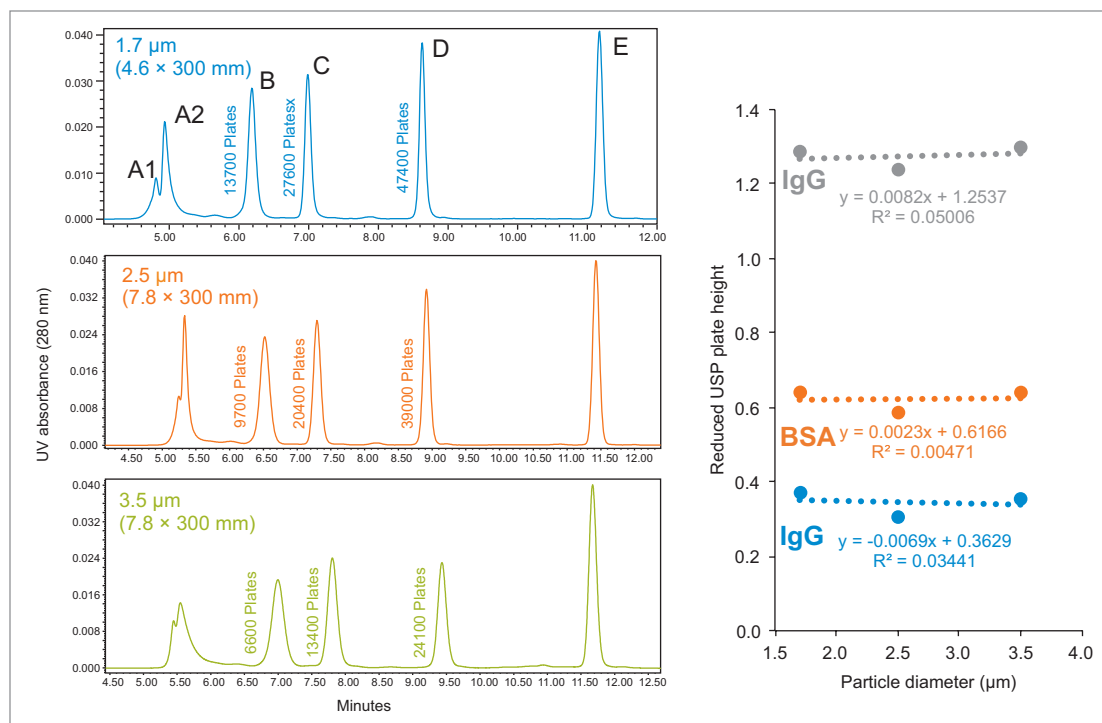 1.7 µm
(4.6 × 300 mm)
A1
A2
B
C
D
E
13700 Plates
27600 Platesx
47400 Plates
0.040
0.030
0.020
0.010
0.000
5.00 6.00 7.00 8.00 9.00 10.00 11.00 12.00
2.5 µm
(7.8 × 300 mm)
9700 Plates
20400 Plates
39000 Plates
0.040
0.032
0.024
0.016
0.008
0.000
4.50 5.00 5.50 6.00 6.50 7.00 7.50 8.00 8.50 9.00 9.50 10.00 10.50 11.00 11.50 12.00
UV absorbance (280 nm)
3.5 µm
(7.8 × 300 mm)
6600 Plates
13400 Plates
24100 Plates
0.040
0.032
0.024
0.016
0.008
0.000
4.50 5.00 5.50 6.00 6.50 7.00 7.50 8.00 8.50 9.00 9.50 10.00 10.50 11.00 11.50 12.00 12.50
Minutes
Reduced USP plate height
1.4
1.2
1.0
0.8
0.6
0.4
0.2
0.0
IgG
y = 0.0082x + 1.2537
R² = 0.05006
BSA
y = 0.0023x + 0.6166
R² = 0.00471
IgG
y = -0.0069x + 0.3629
R² = 0.03441
1.5 2.0 2.5 3.0 3.5 4.0
Particle diameter (µm)